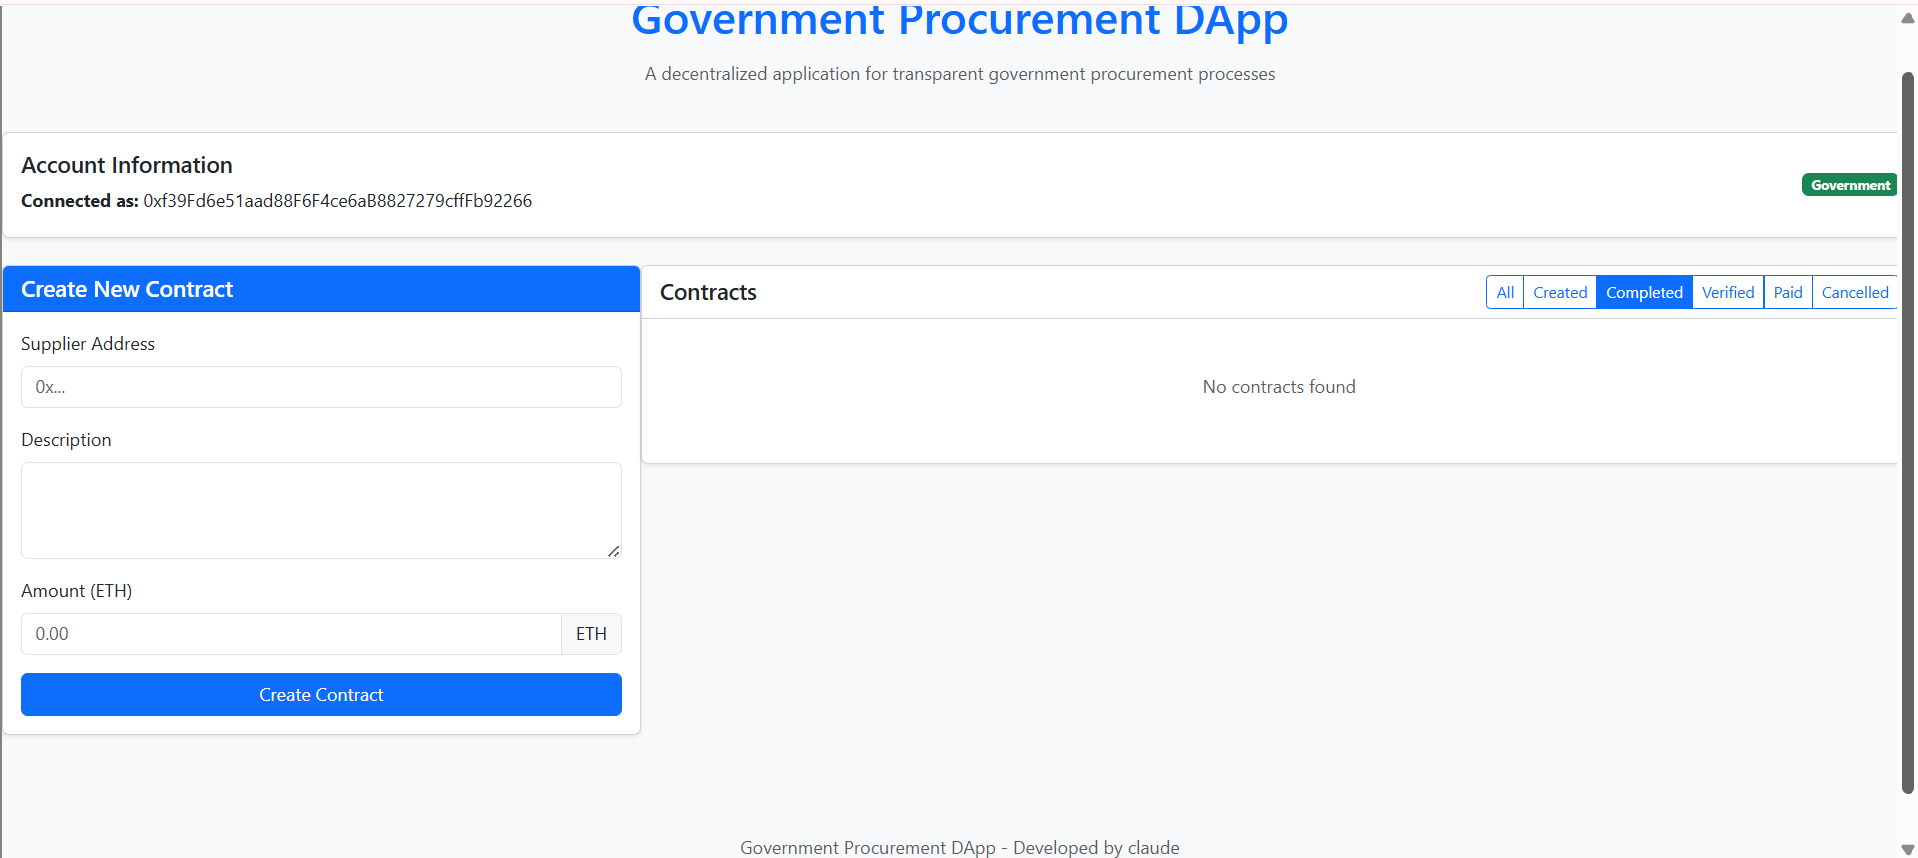 Government Procurement DApp
A decentralized application for transparent government procurement processes
Account Information
Connected as: 0xf39Fd6e51aad88F6F4ce6aB8827279cffFb92266
Government
Create New Contract
Supplier Address
0x...
Description
Amount (ETH)
0.00 ETH
Create Contract
Contracts
All Created Completed Verified Paid Cancelled
No contracts found
Government Procurement DApp - Developed by claude